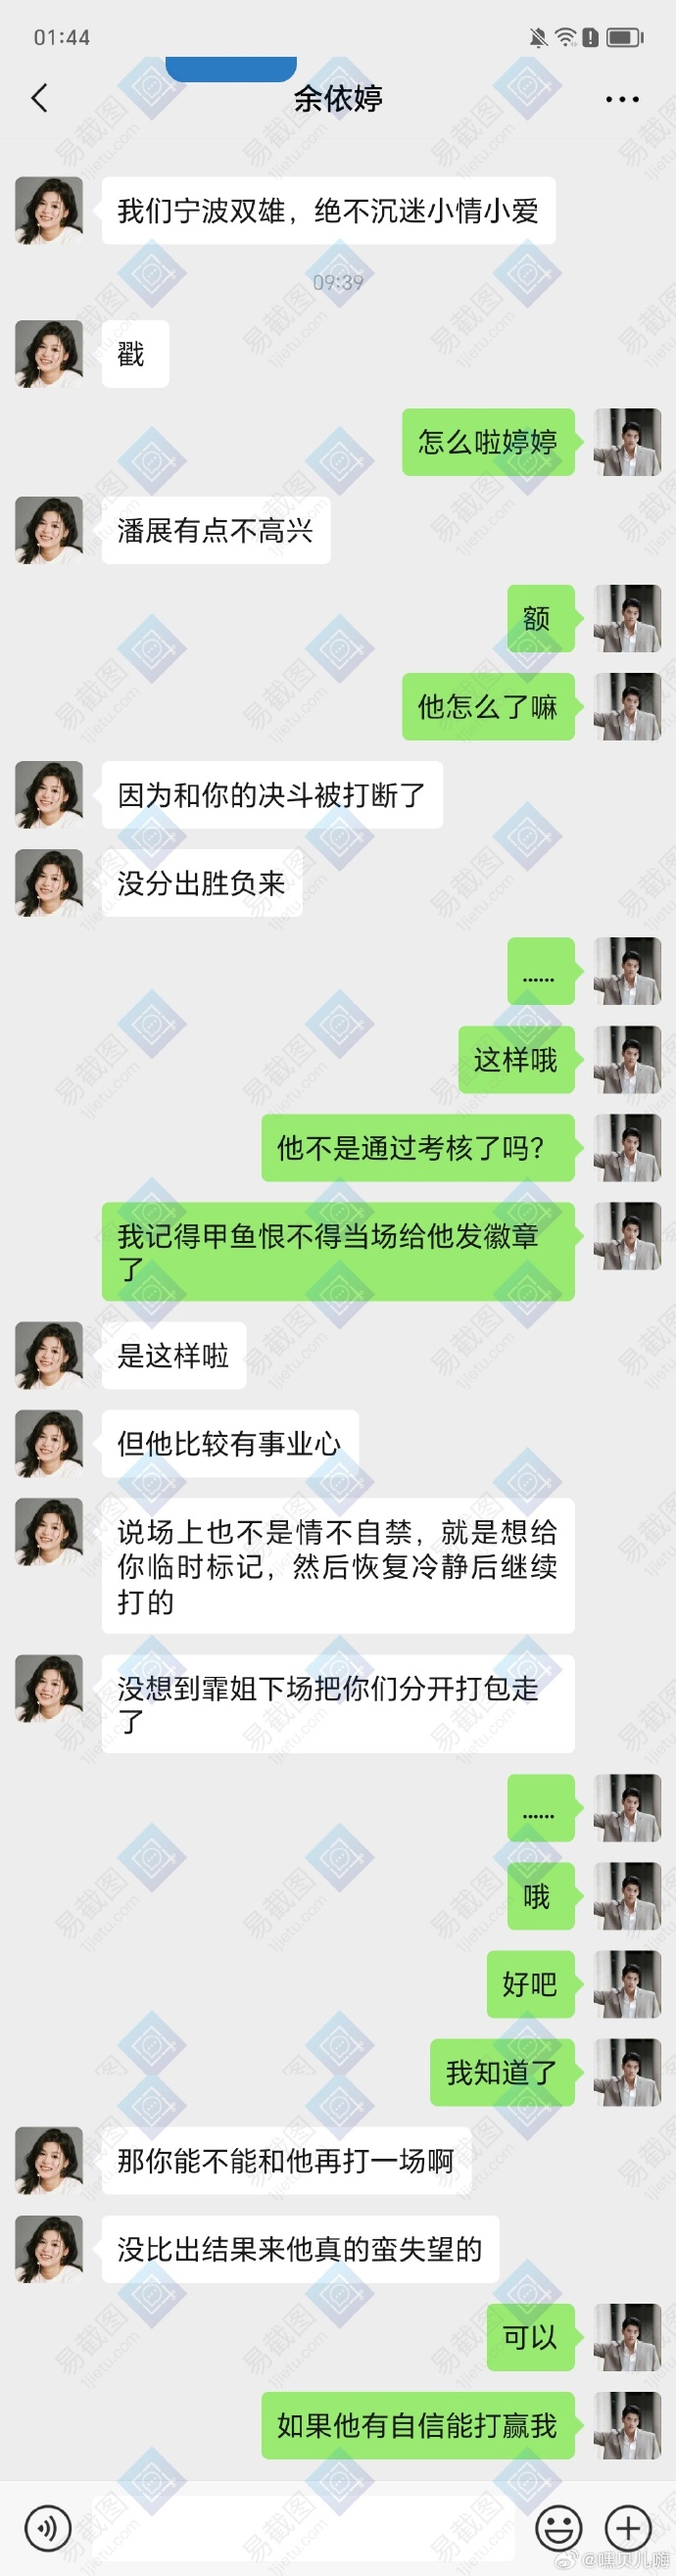 01:44
余依婷
我们宁波双雄，绝不沉迷小情小爱
09:39
戳
怎么啦婷婷
潘展有点不高兴
额
他怎么了嘛
因为和你的决斗被打断了
没分出胜负来
……
这样哦
他不是通过考核了吗？
我记得甲鱼恨不得当场给他发徽章
了
是这样啦
但他比较有事业心
说场上也不是情不自禁，就是想给
你临时标记，然后恢复冷静后继续
打的
没想到霏姐下场把你们分开打包走
了
……
哦
好吧
我知道了
那你能不能和他再打一场啊
没比出结果来他真的蛮失望的
可以
如果他有自信能打赢我
易截图
1jietu.com
@嘿贝儿嗨